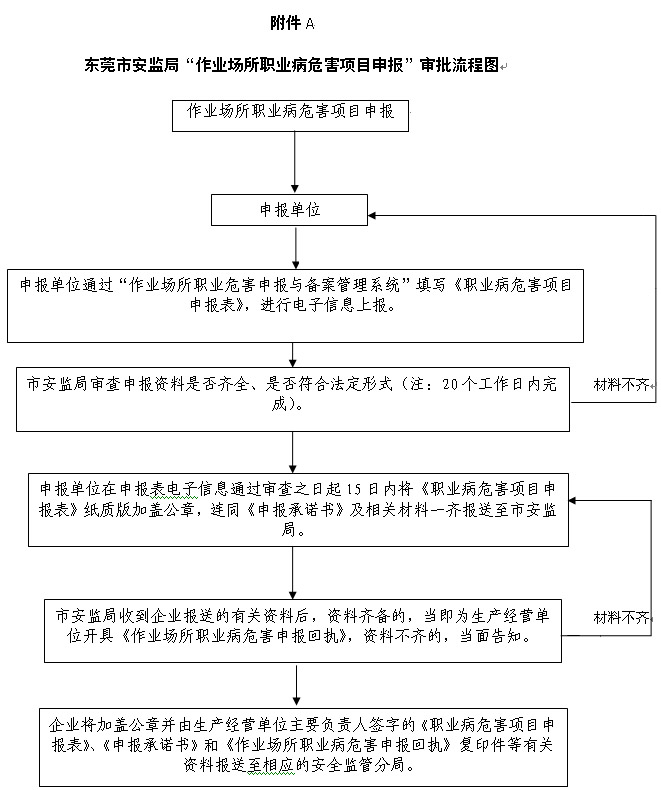 附件 A
东莞市安监局“作业场所职业病危害项目申报”审批流程图
作业场所职业病危害项目申报
申报单位
申报单位通过“作业场所职业危害申报与备案管理系统”填写《职业病危害项目
申报表》，进行电子信息上报。
市安监局审查申报资料是否齐全、是否符合法定形式（注：20个工作日内完
成）。
材料不齐
申报单位在申报表电子信息通过审查之日起15日内将《职业病危害项目申
报表》纸质版加盖公章，连同《申报承诺书》及相关材料一齐报送至市安监
局。
市安监局收到企业报送的有关资料后，资料齐备的，当即为生产经营单
位开具《作业场所职业病危害申报回执》，资料不齐的，当面告知。
材料不齐
企业将加盖公章并由生产经营单位主要负责人签字的《职业病危害项目申
报表》、《申报承诺书》和《作业场所职业病危害申报回执》复印件等有关
资料报送至相应的安全监管分局。